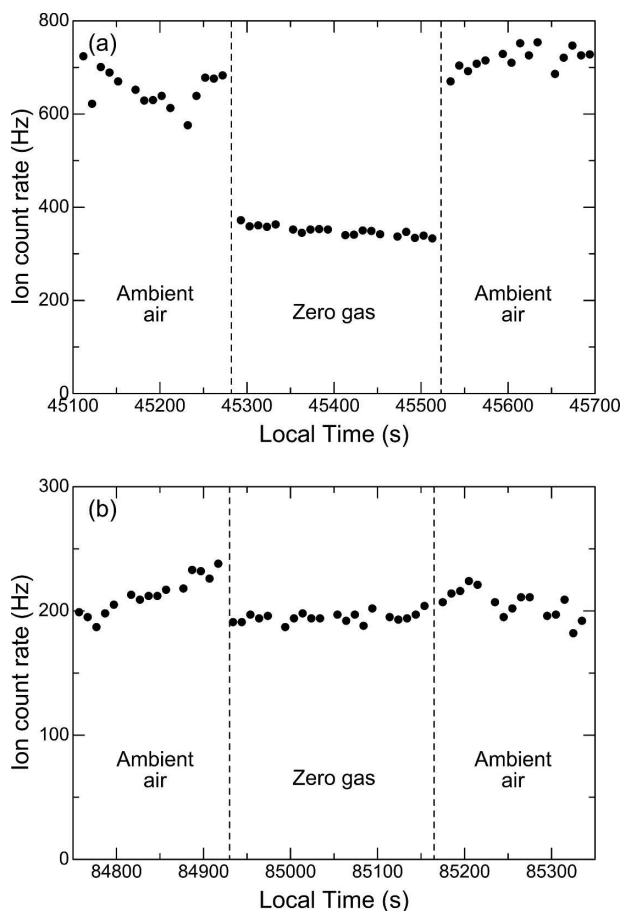 (a)
800
600
400
200
0
Ion count rate (Hz)
Ambient
air
Zero gas
Ambient
air
45100
45200
45300
45400
45500
45600
45700
Local Time (s)
(b)
300
200
100
0
Ion count rate (Hz)
Ambient
air
Zero gas
Ambient
air
84800
84900
85000
85100
85200
85300
Local Time (s)